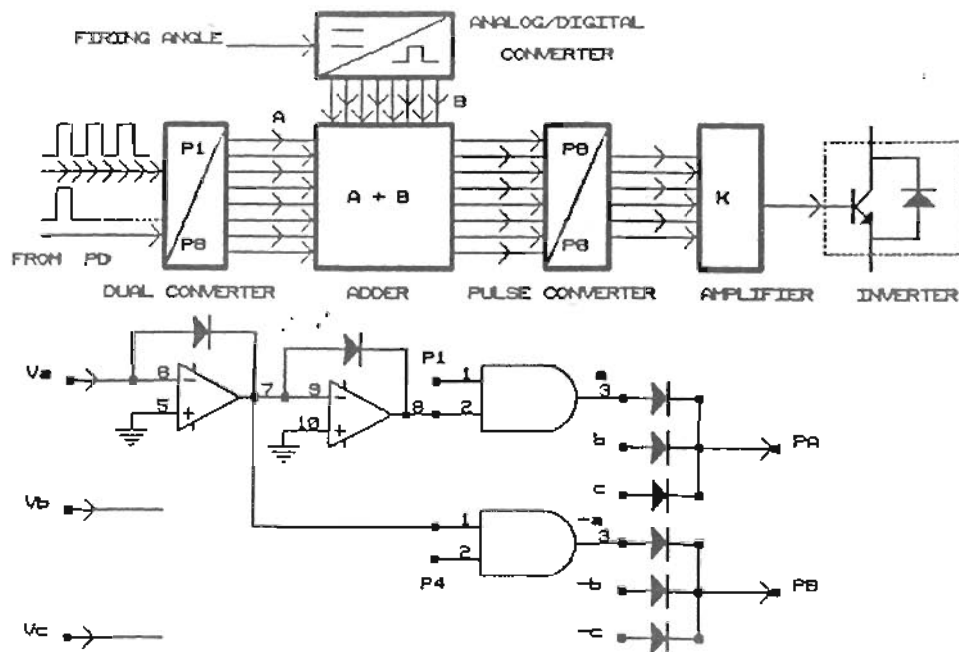 FIRING ANGLE
ANALOG/DIGITAL
CONVERTER
A
B
P1
P8
A + B
P8
P8
K
FROM PD
DUAL CONVERTER
ADDER
PULSE CONVERTER
AMPLIFIER
INVERTER
Va
6
-
5
+
7
9
-
10
+
8
P1
1
2
a
3
b
c
PA
Vb
1
2
P4
-a
3
-b
-c
PB
Vc